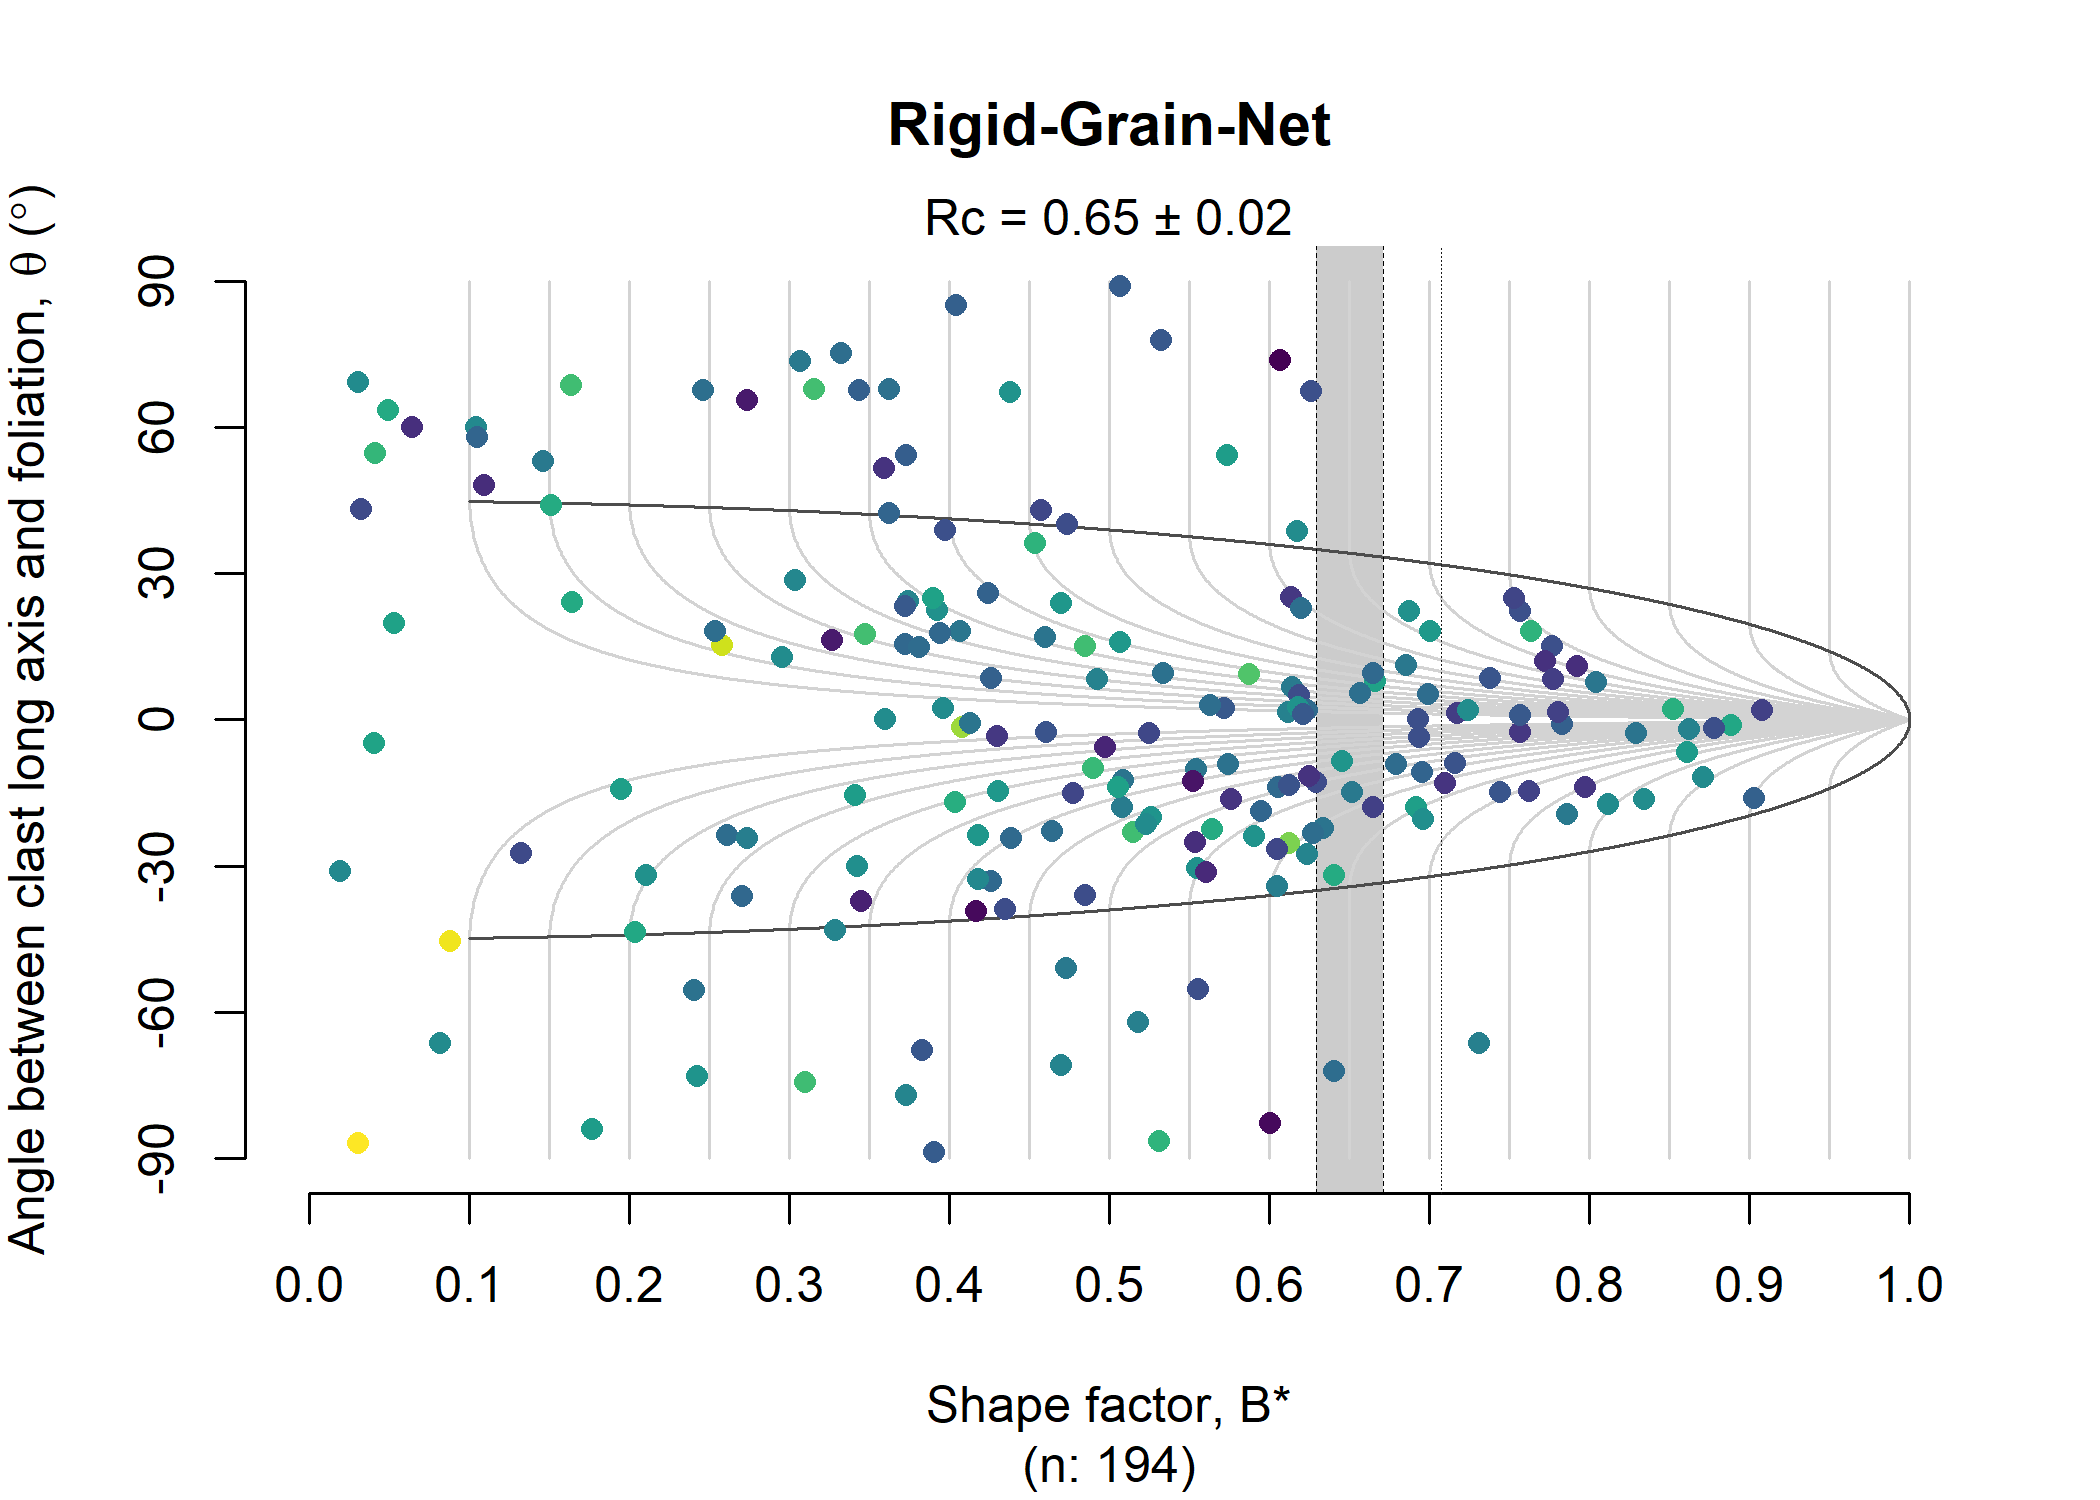 Rigid-Grain-Net
Rc = 0.65 ± 0.02
Angle between clast long axis and foliation, θ (°)
90
60
30
0
-30
-60
-90
0.0 0.1 0.2 0.3 0.4 0.5 0.6 0.7 0.8 0.9 1.0
Shape factor, B*
(n: 194)